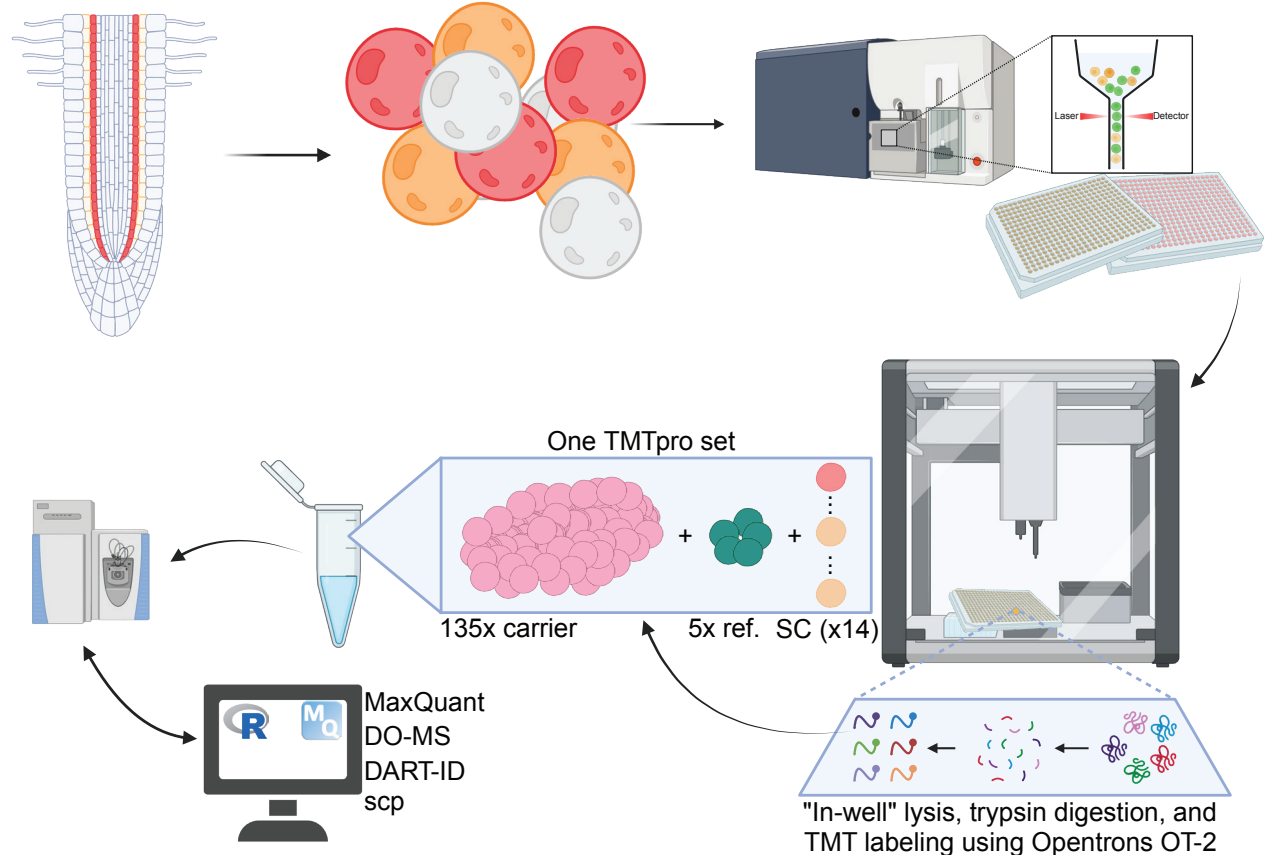 Laser
Detector
One TMTpro set
+
+
135x carrier
5x ref.
SC (x14)
R
MQ
MaxQuant
DO-MS
DART-ID
scp
"In-well" lysis, trypsin digestion, and
TMT labeling using Opentrons OT-2